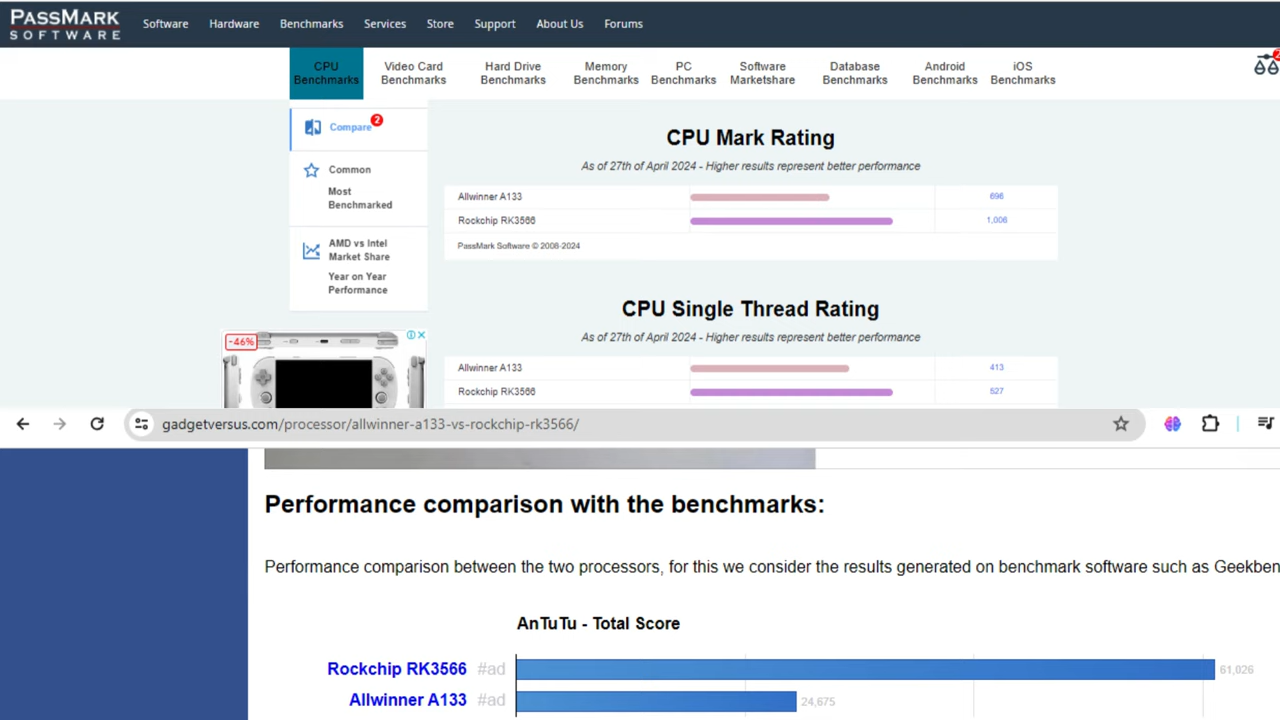 PASSMARK
SOFTWARE
Software Hardware Benchmarks Services Store Support About Us Forums
CPU Benchmarks
Video Card Benchmarks
Hard Drive Benchmarks
Memory Benchmarks
PC Benchmarks
Software Marketshare
Database Benchmarks
Android Benchmarks
iOS Benchmarks
2
Compare 2
Common
Most
Benchmarked
AMD vs Intel
Market Share
Year on Year
Performance
CPU Mark Rating
As of 27th of April 2024 - Higher results represent better performance
Allwinner A133 696
Rockchip RK3566 1,006
PassMark Software © 2008-2024
CPU Single Thread Rating
As of 27th of April 2024 - Higher results represent better performance
Allwinner A133 413
Rockchip RK3566 527
-46%
gadgetversus.com/processor/allwinner-a133-vs-rockchip-rk3566/
Performance comparison with the benchmarks:
Performance comparison between the two processors, for this we consider the results generated on benchmark software such as Geekben
AnTuTu - Total Score
Rockchip RK3566 #ad 61,026
Allwinner A133 #ad 24,675